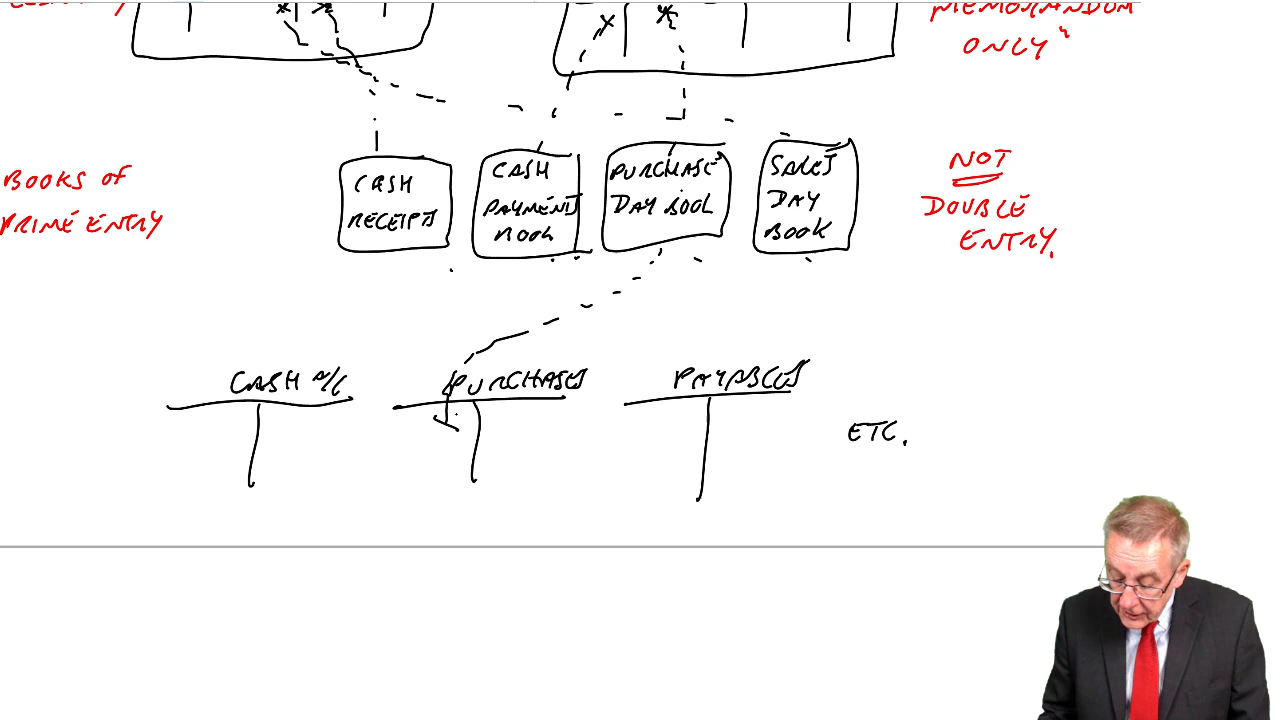 MEMORANDUM
ONLY"
BOOKS OF
PRIME ENTRY
CASH
RECEIPTS
CASH
PAYMENTS
BOOK
PURCHASES
DAY BOOK
SALES
DAY
BOOK
NOT
DOUBLE
ENTRY.
CASH A/C
PURCHASES
PAYABLES
ETC.